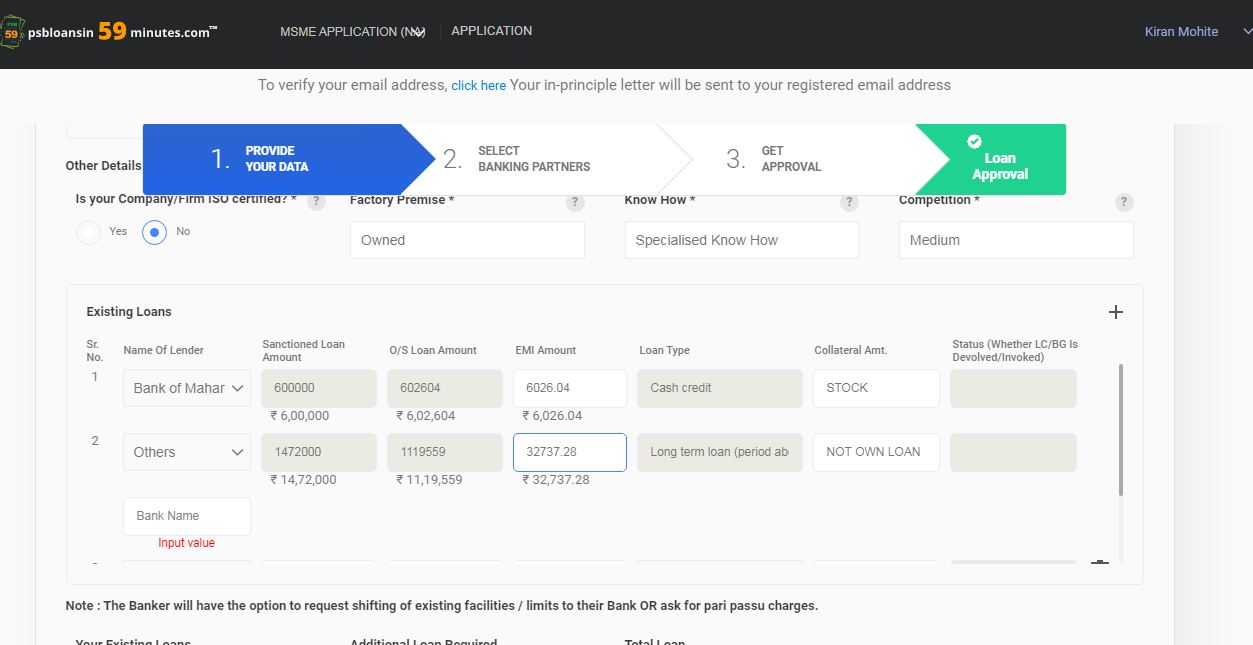 psbloansin 59 minutes.com™
MSME APPLICATION (NA)
APPLICATION
Kiran Mohite
To verify your email address, click here Your in-principle letter will be sent to your registered email address
1. PROVIDE YOUR DATA
2. SELECT BANKING PARTNERS
3. GET APPROVAL
Loan Approval
Other Details
Is your Company/Firm ISO certified? * ?
Factory Premise * ?
Know How * ?
Competition * ?
Yes No
Owned
Specialised Know How
Medium
Existing Loans
Sr. No. Name Of Lender Sanctioned Loan Amount O/S Loan Amount EMI Amount Loan Type Collateral Amt. Status (Whether LC/BG Is Devolved/Invoked)
1 Bank of Mahar 600000 602604 6026.04 Cash credit STOCK
₹ 6,00,000 ₹ 6,02,604 ₹ 6,026.04
2 Others 1472000 1119559 32737.28 Long term loan (period ab NOT OWN LOAN
₹ 14,72,000 ₹ 11,19,559 ₹ 32,737.28
Bank Name
Input value
Note : The Banker will have the option to request shifting of existing facilities / limits to their Bank OR ask for pari passu charges.
Your Existing Loans Additional Loan Required Total Loan